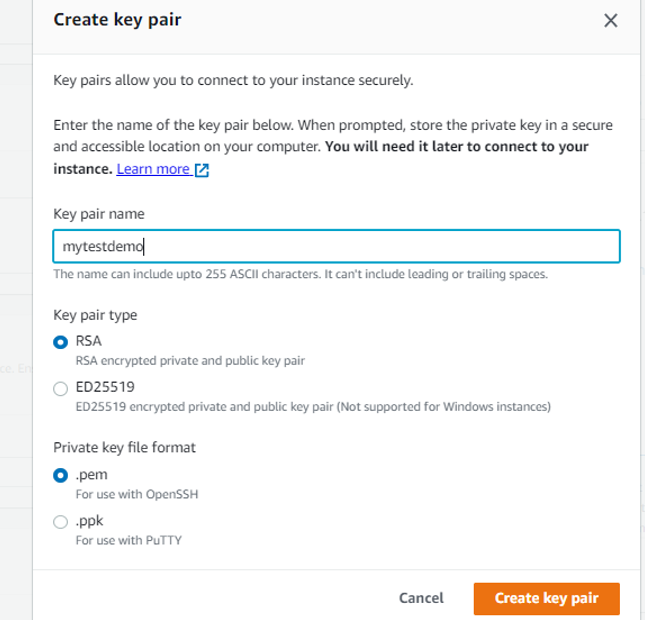 Create key pair
Key pairs allow you to connect to your instance securely.
Enter the name of the key pair below. When prompted, store the private key in a secure
and accessible location on your computer. You will need it later to connect to your
instance. Learn more
Key pair name
mytestdemo
The name can include upto 255 ASCII characters. It can't include leading or trailing spaces.
Key pair type
RSA
RSA encrypted private and public key pair
ED25519
ED25519 encrypted private and public key pair (Not supported for Windows instances)
Private key file format
.pem
For use with OpenSSH
.ppk
For use with PuTTY
Cancel
Create key pair